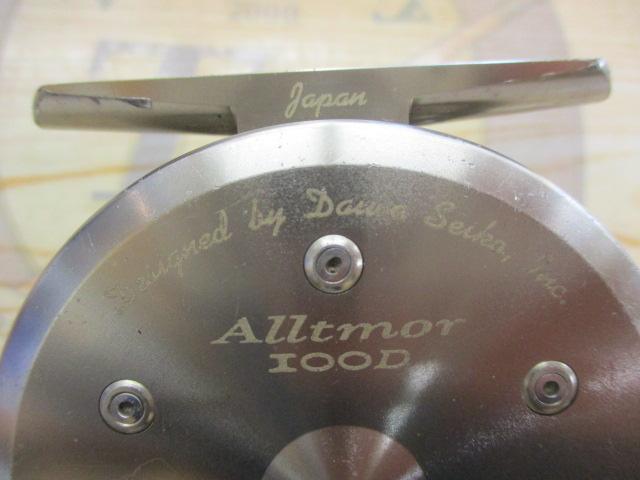 Japan
Designed by Daiwa Seiko, Inc.
Alltmor
100D